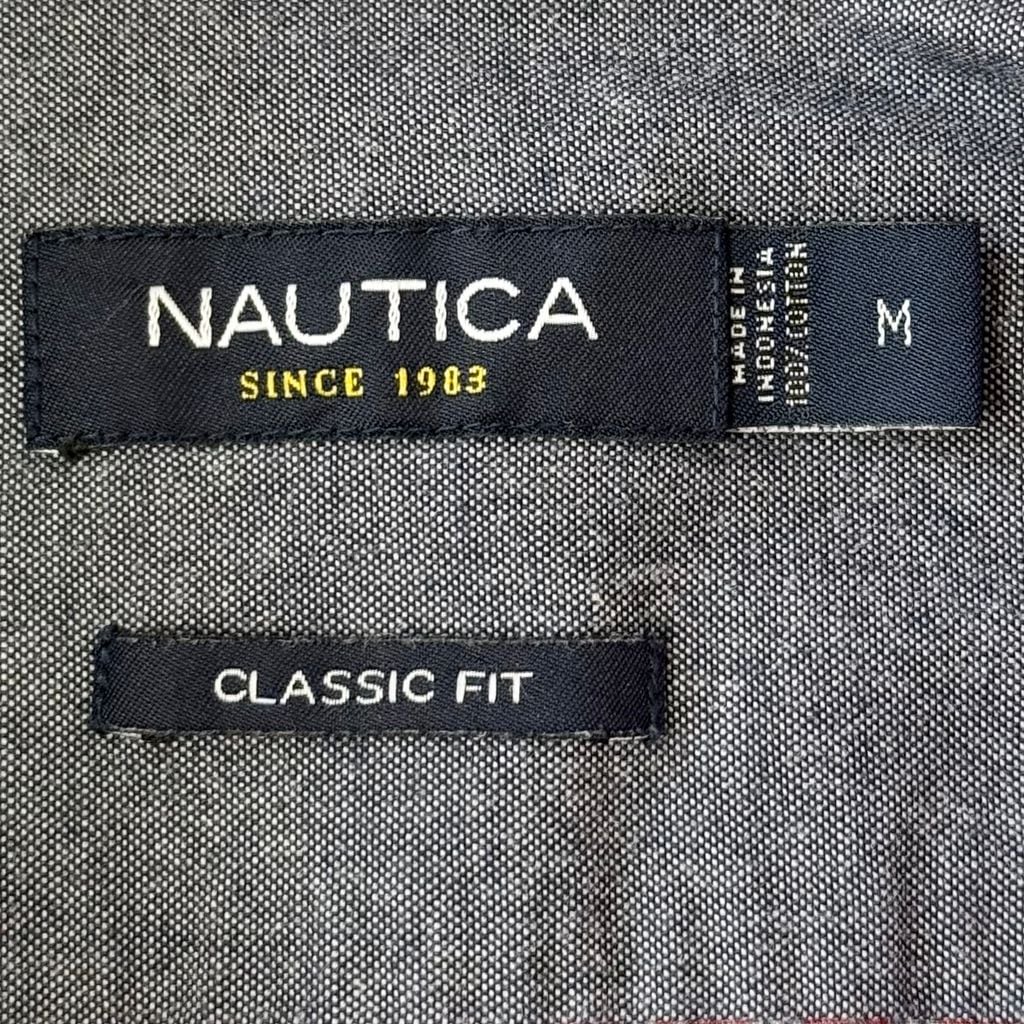 NAUTICA
SINCE 1983
MADE IN
INDONESIA
100% COTTON
M
CLASSIC FIT